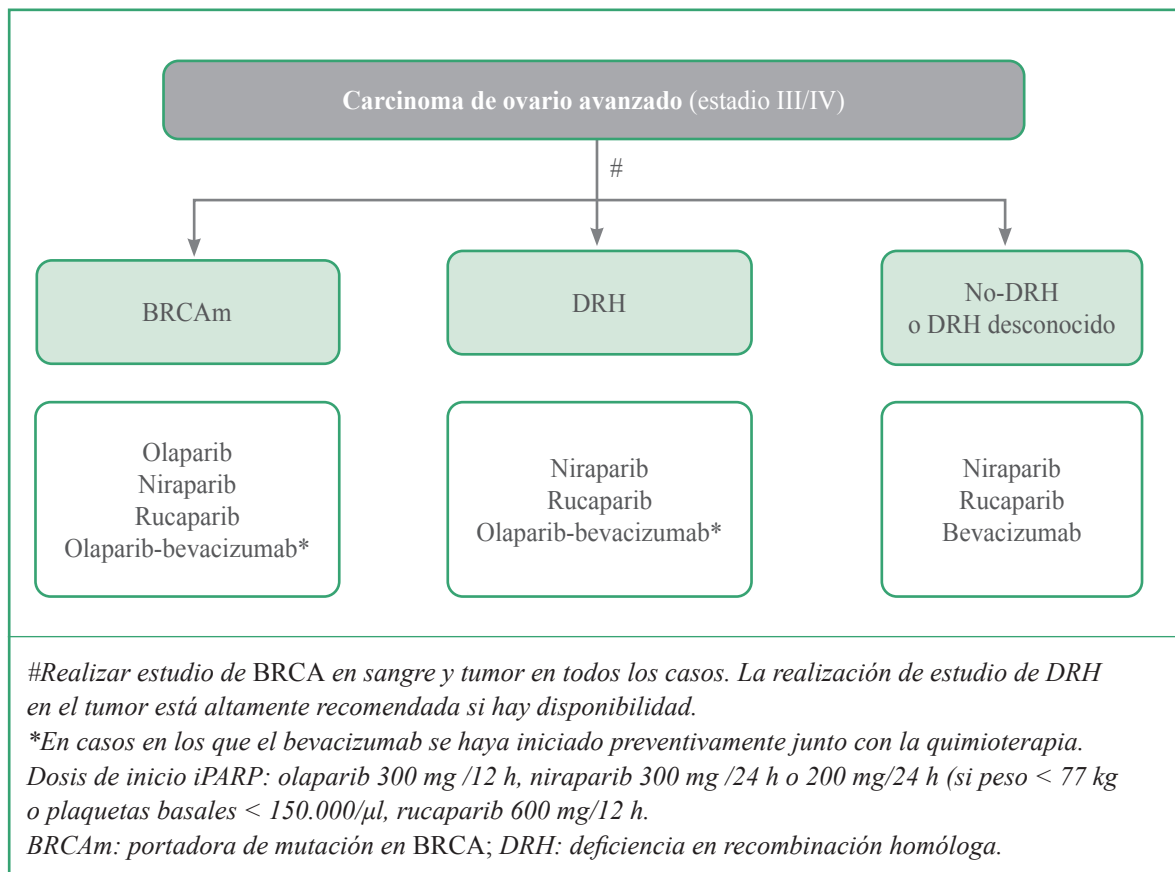 Carcinoma de ovario avanzado (estadio III/IV)
#
BRCAm
DRH
No-DRH
o DRH desconocido
Olaparib
Niraparib
Rucaparib
Olaparib-bevacizumab*
Niraparib
Rucaparib
Olaparib-bevacizumab*
Niraparib
Rucaparib
Bevacizumab
#Realizar estudio de BRCA en sangre y tumor en todos los casos. La realización de estudio de DRH
en el tumor está altamente recomendada si hay disponibilidad.
*En casos en los que el bevacizumab se haya iniciado preventivamente junto con la quimioterapia.
Dosis de inicio iPARP: olaparib 300 mg /12 h, niraparib 300 mg /24 h o 200 mg/24 h (si peso < 77 kg
o plaquetas basales < 150.000/µl, rucaparib 600 mg/12 h.
BRCAm: portadora de mutación en BRCA; DRH: deficiencia en recombinación homóloga.